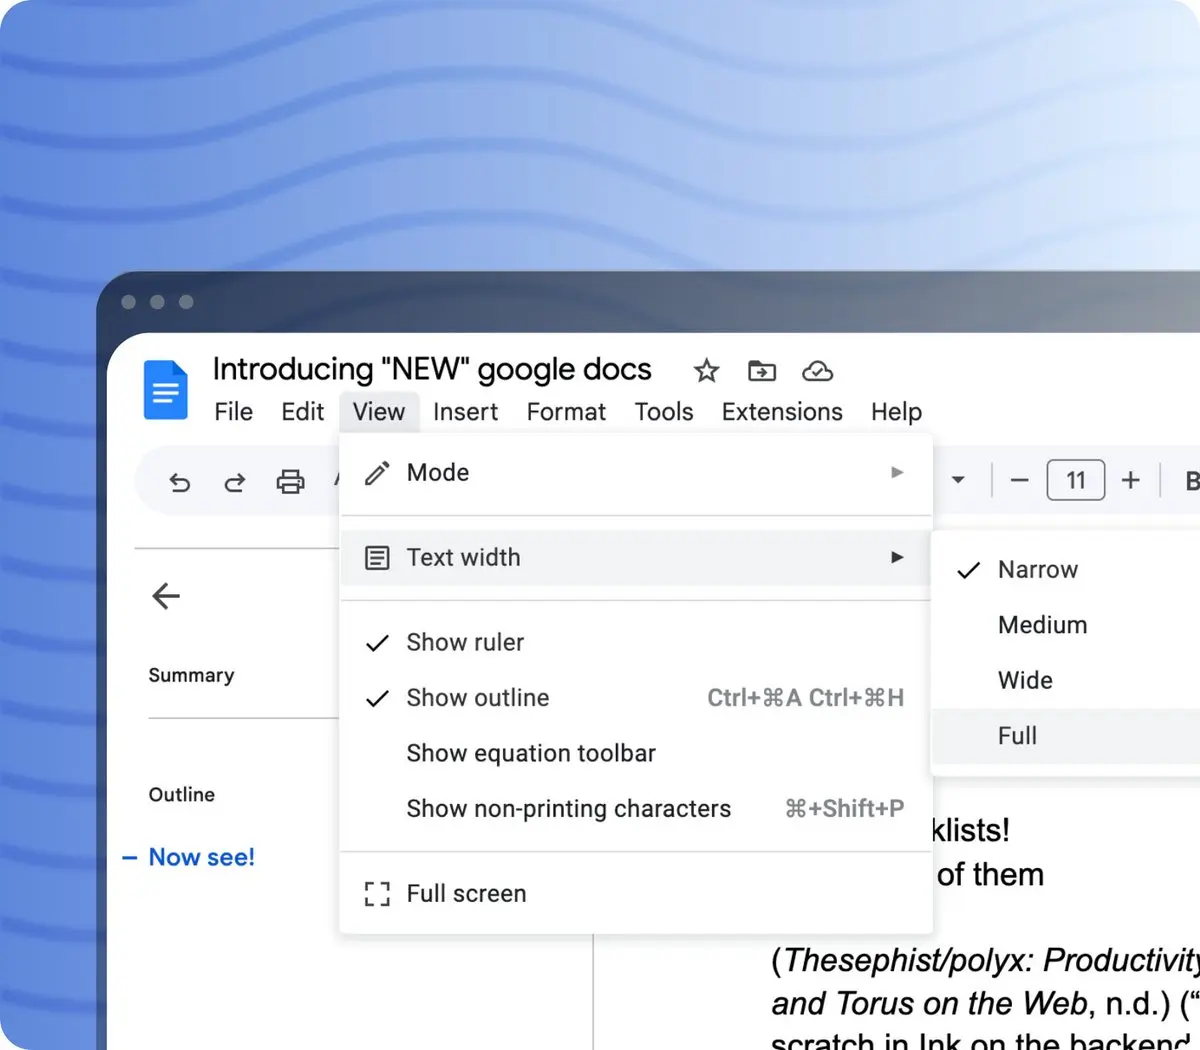 Introducing "NEW" google docs
File Edit View Insert Format Tools Extensions Help
Mode
11
B
Text width
Narrow
Medium
Wide
Full
Show ruler
Show outline Ctrl+⌘A Ctrl+⌘H
Show equation toolbar
Show non-printing characters ⌘+Shift+P
Full screen
Summary
Outline
Now see!
klists!
of them
(Thesephist/polyx: Productivity
and Torus on the Web, n.d.) (“
scratch in Ink on the backend